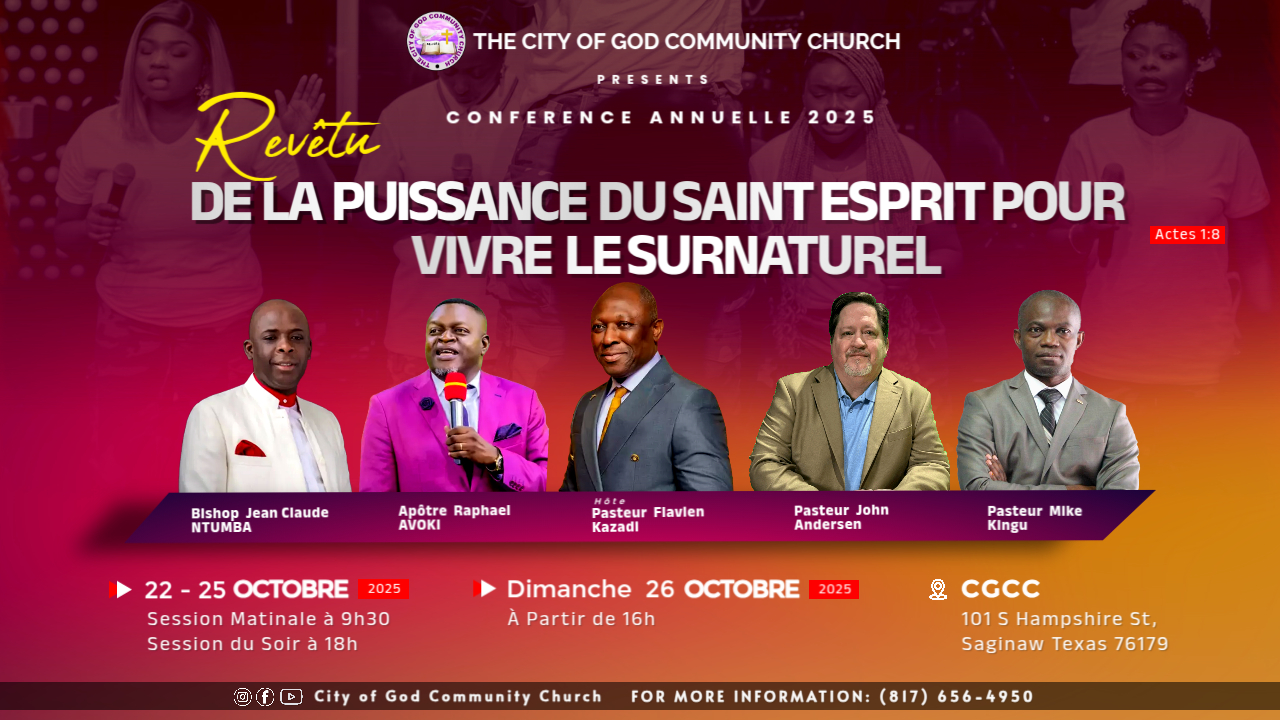 THE CITY OF GOD COMMUNITY CHURCH
PRESENTS
CONFERENCE ANNUELLE 2025
Revêtu
DE LA PUISSANCE DU SAINT ESPRIT POUR
VIVRE LE SURNATUREL
Actes 1:8
Bishop Jean Claude
NTUMBA
Apôtre Raphael
AVOKI
Hôte
Pasteur Flavien
Kazadi
Pasteur John
Andersen
Pasteur Mike
Kingu
22 - 25 OCTOBRE 2025
Session Matinale à 9h30
Session du Soir à 18h
Dimanche 26 OCTOBRE 2025
À Partir de 16h
CGCC
101 S Hampshire St,
Saginaw Texas 76179
City of God Community Church FOR MORE INFORMATION: (817) 656-4950